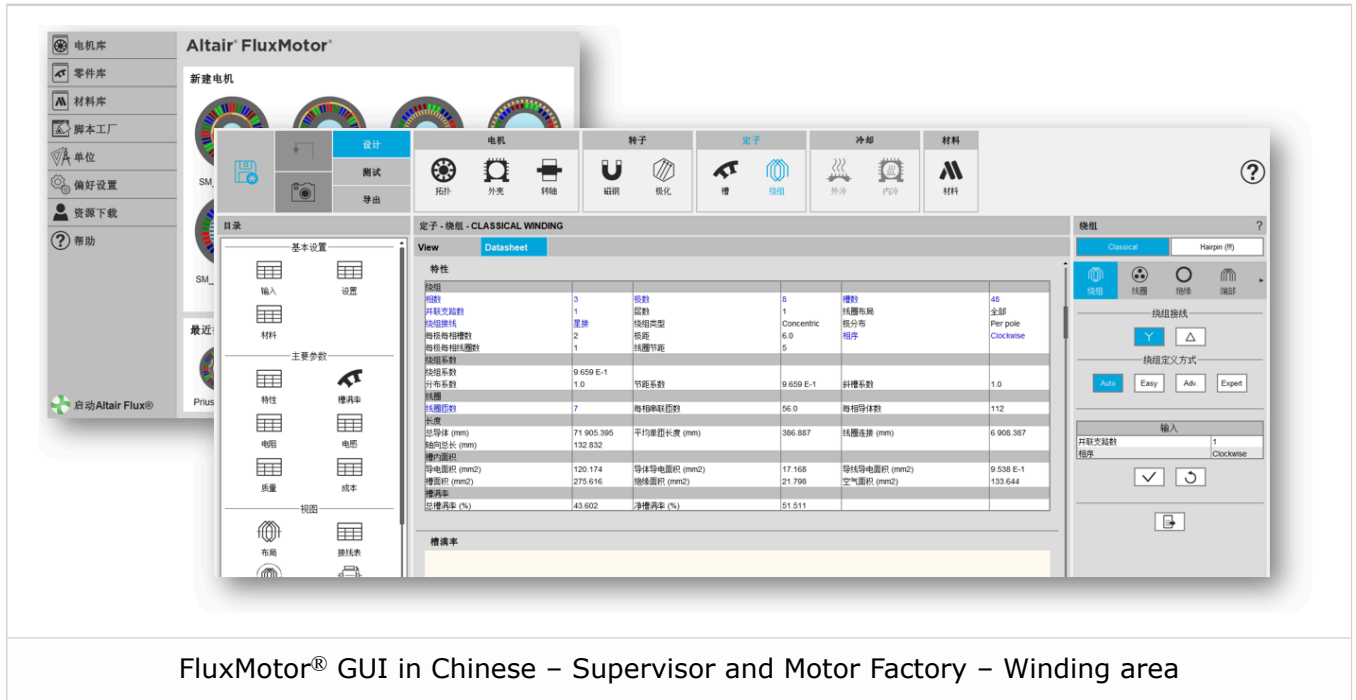 电机库
零件库
材料库
脚本工厂
单位
偏好设置
资源下载
帮助
启动Altair Flux®
Altair® FluxMotor®
新建电机
SM_
SM_
最近
Prius
设计
测试
导出
电机
拓扑
外壳
转轴
转子
磁钢
极化
定子
槽
绕组
冷却
外冷
内冷
材料
材料
?
目录
基本设置
输入
设置
材料
主要参数
特性
槽满率
电阻
电感
质量
成本
视图
布局
接线表
定子 - 绕组 - CLASSICAL WINDING
View Datasheet
特性
绕组
相数 3 极数 8 槽数 48
并联支路数 1 层数 1 线圈布局 全部
绕组接线 星接 绕组类型 Concentric 极分布 Per pole
每极每相槽数 2 极距 6.0 相序 Clockwise
每极每相线圈数 1 线圈节距 5
绕组系数
绕组系数 9.659 E-1
分布系数 1.0 节距系数 9.659 E-1 斜槽系数 1.0
线圈
线圈匝数 7 每相串联匝数 56.0 每相导体数 112
长度
总导体 (mm) 71 905.395 平均单匝长度 (mm) 386.887 线圈连接 (mm) 6 908.387
轴向总长 (mm) 132.832
槽内面积
导电面积 (mm2) 120.174 导体导电面积 (mm2) 17.168 导线导电面积 (mm2) 9.538 E-1
槽面积 (mm2) 275.616 绝缘面积 (mm2) 21.798 空气面积 (mm2) 133.644
槽满率
总槽满率 (%) 43.602 净槽满率 (%) 51.511
槽满率
绕组 ?
Classical Hairpin (!!!)
绕组 线圈 绝缘 端部
绕组接线
绕组定义方式
Auto Easy Adv. Expert
输入
并联支路数 1
相序 Clockwise
FluxMotor® GUI in Chinese – Supervisor and Motor Factory – Winding area